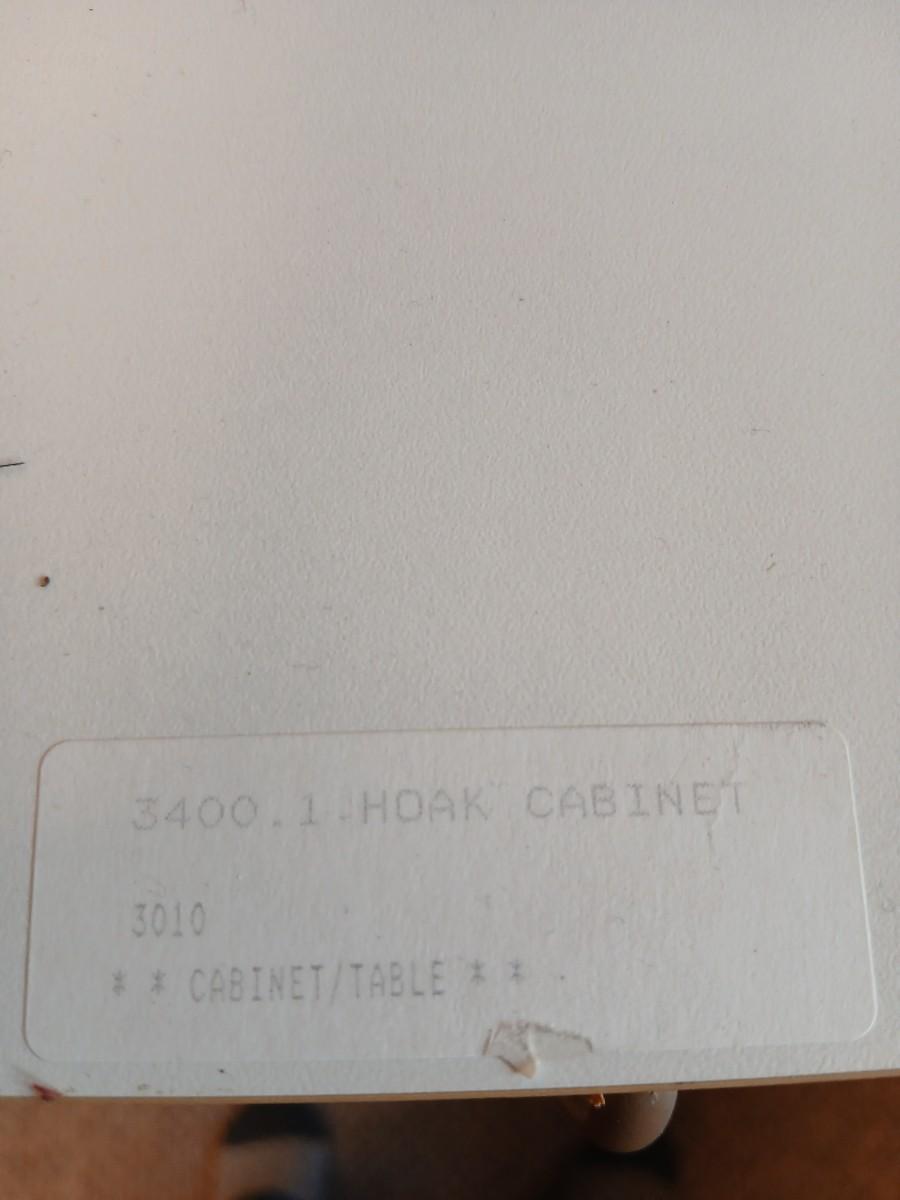 3400.1.HOAK CABINET
3010
* * CABINET/TABLE * *